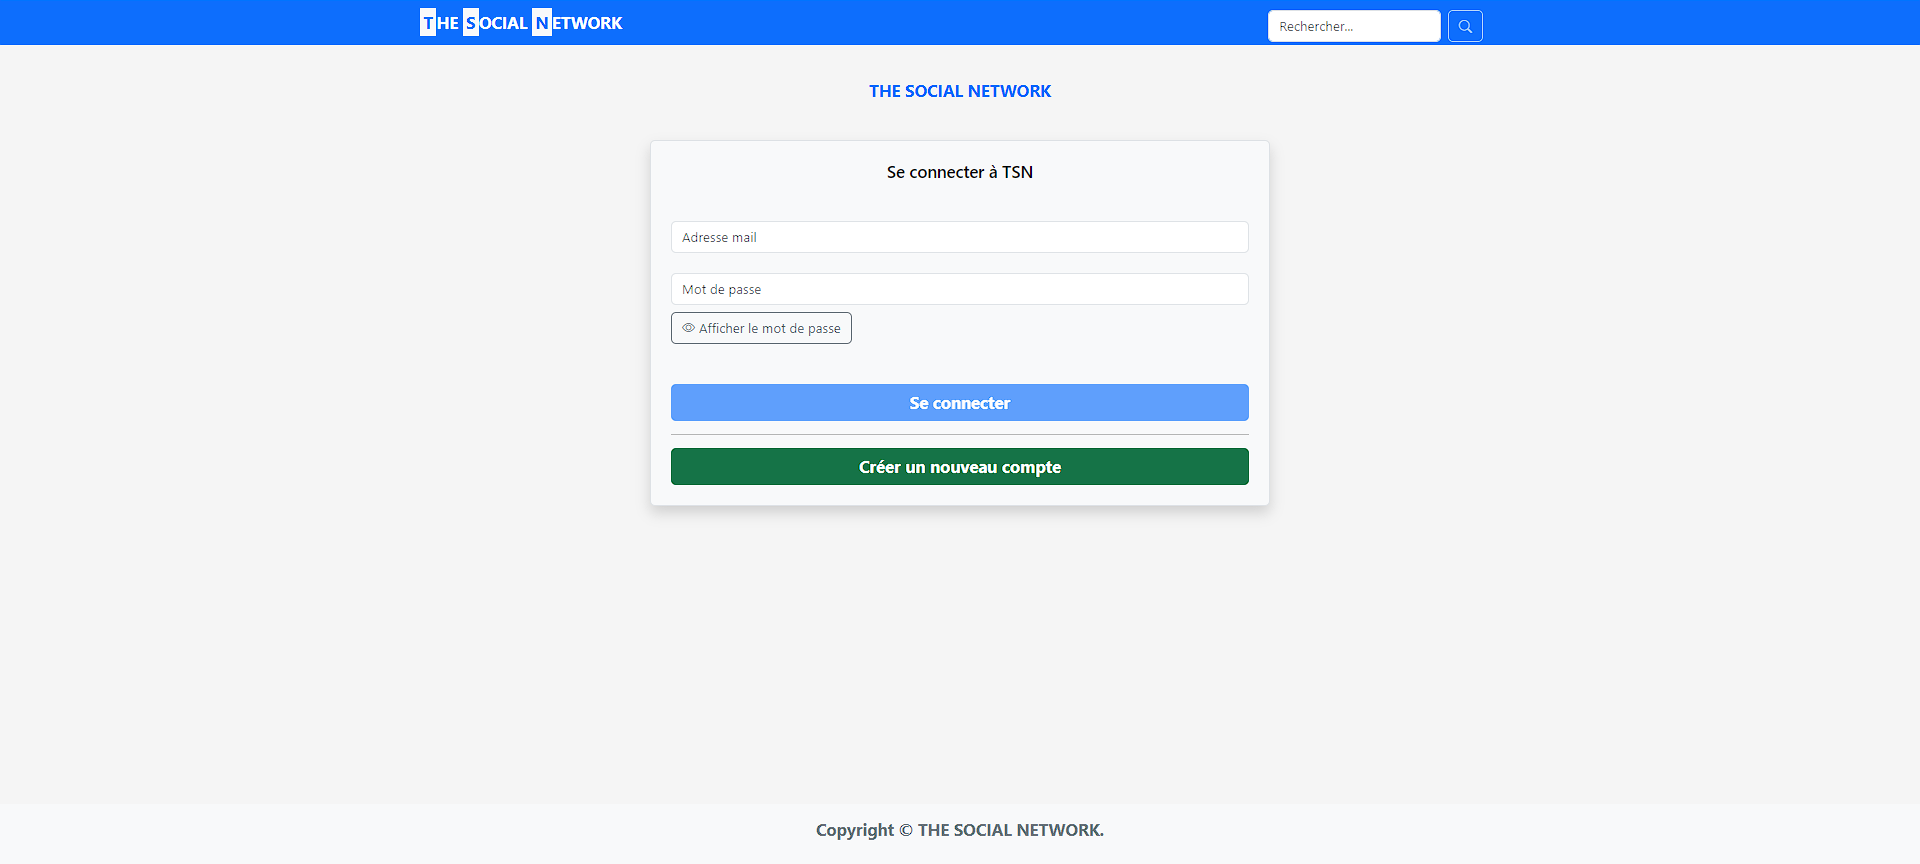 THE SOCIAL NETWORK
Rechercher...
THE SOCIAL NETWORK
Se connecter à TSN
Adresse mail
Mot de passe
Afficher le mot de passe
Se connecter
Créer un nouveau compte
Copyright © THE SOCIAL NETWORK.